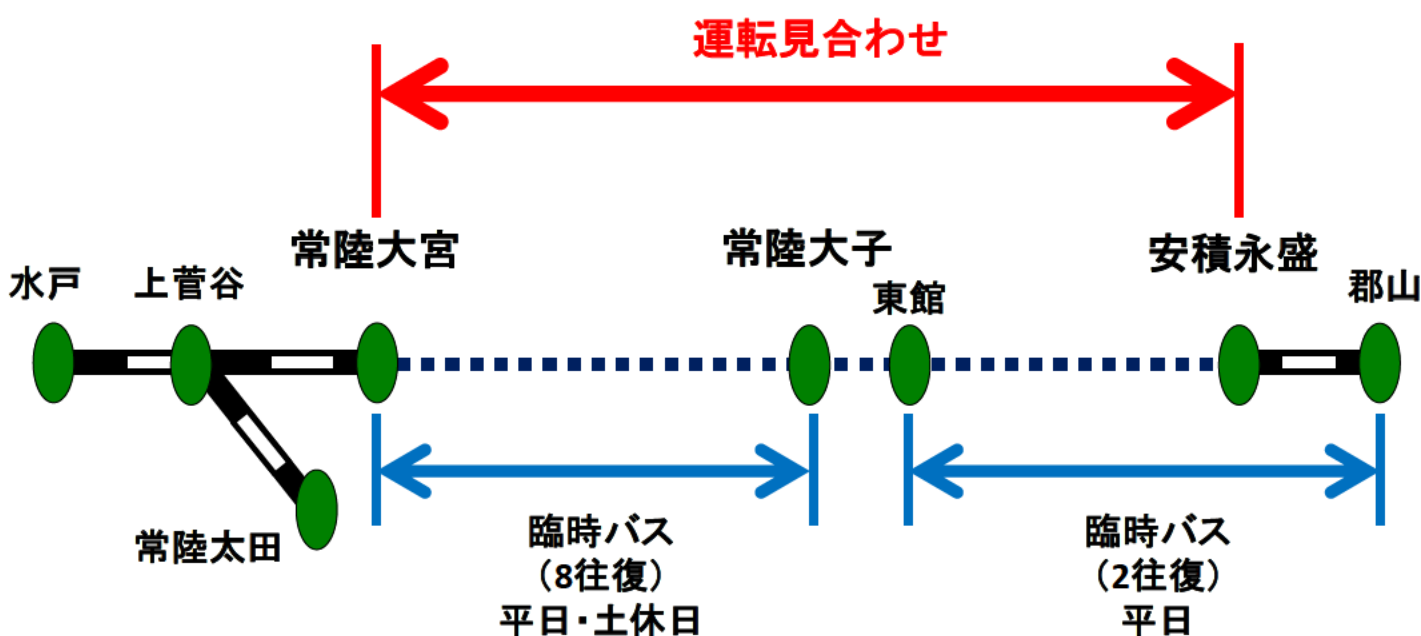 運転見合わせ
常陸大宮
常陸大子
安積永盛
水戸
上菅谷
東館
郡山
常陸太田
臨時バス
（8往復）
平日・土休日
臨時バス
（2往復）
平日